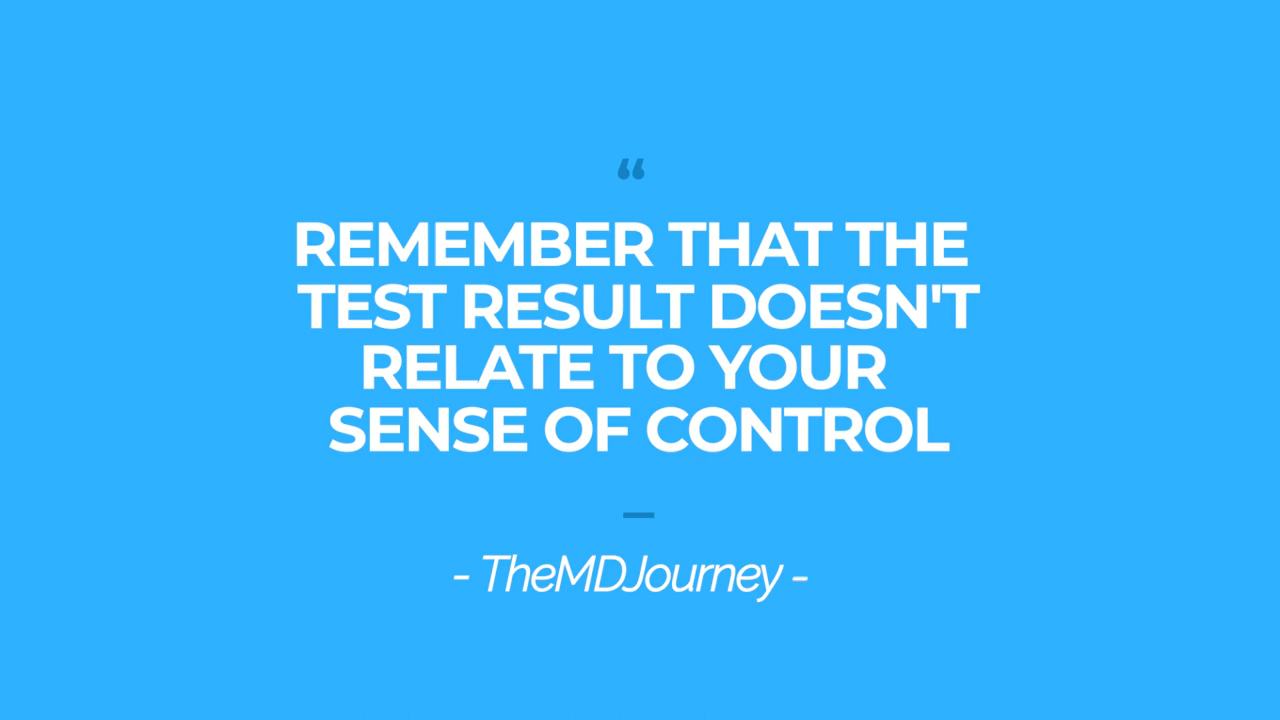 “
REMEMBER THAT THE
TEST RESULT DOESN'T
RELATE TO YOUR
SENSE OF CONTROL
- TheMDJourney -